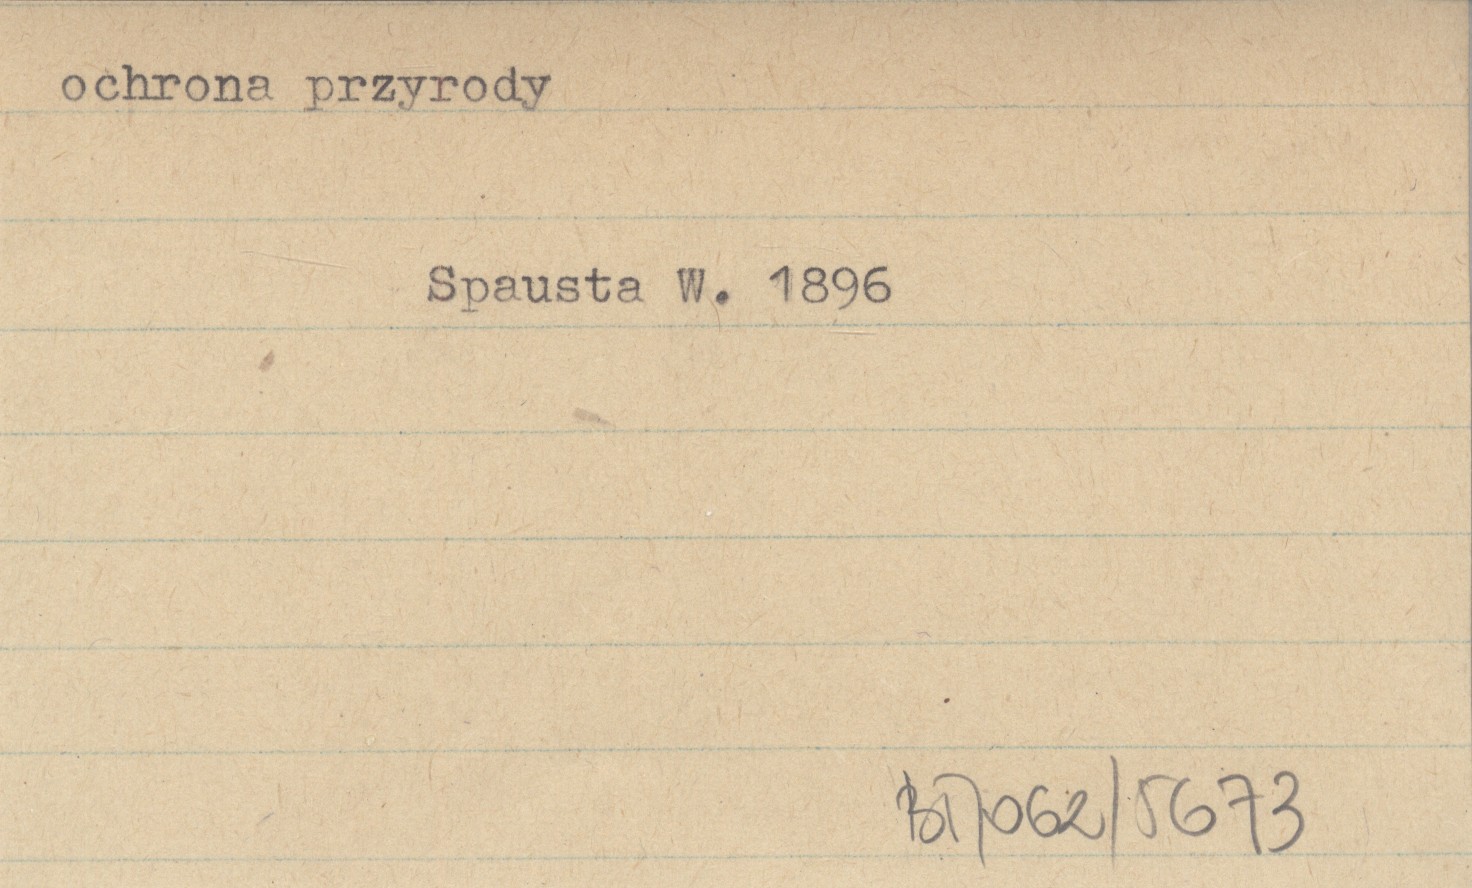 ochrona przyrody
Spausta W. 1896
BT/062/5673